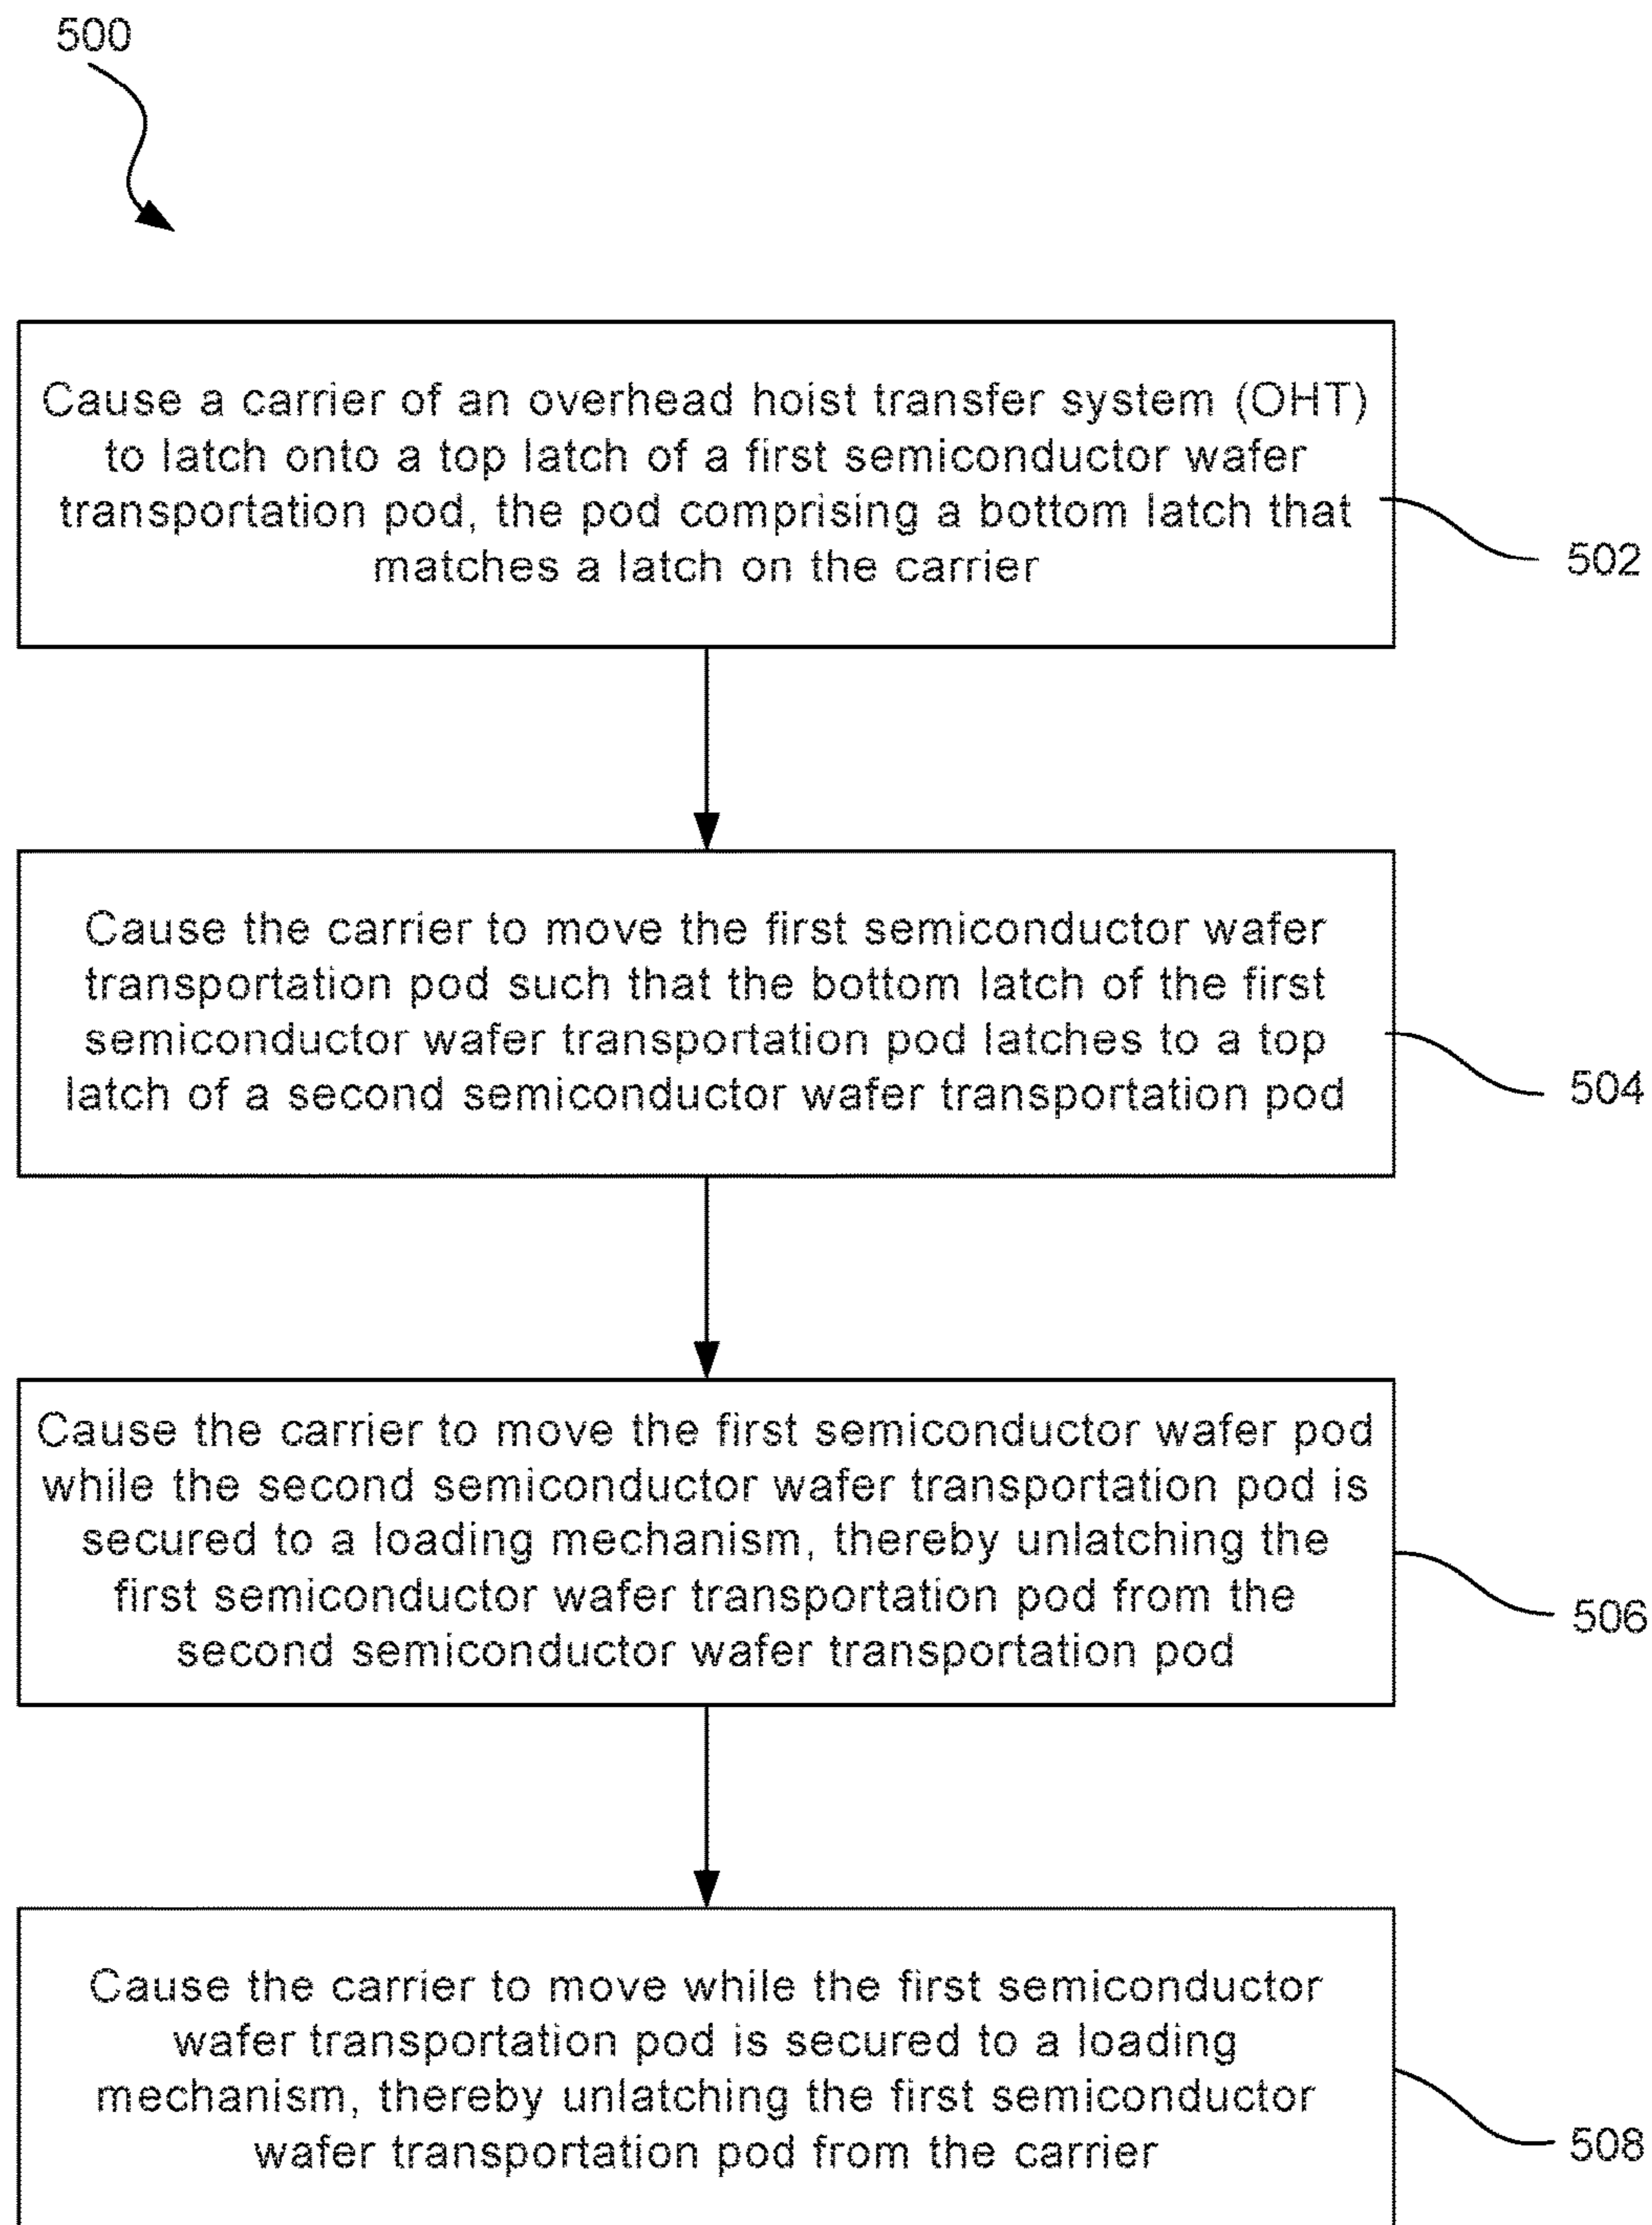 500
Cause a carrier of an overhead hoist transfer system (OHT)
to latch onto a top latch of a first semiconductor wafer
transportation pod, the pod comprising a bottom latch that
matches a latch on the carrier
502
Cause the carrier to move the first semiconductor wafer
transportation pod such that the bottom latch of the first
semiconductor wafer transportation pod latches to a top
latch of a second semiconductor wafer transportation pod
504
Cause the carrier to move the first semiconductor wafer pod
while the second semiconductor wafer transportation pod is
secured to a loading mechanism, thereby unlatching the
first semiconductor wafer transportation pod from the
second semiconductor wafer transportation pod
506
Cause the carrier to move while the first semiconductor
wafer transportation pod is secured to a loading
mechanism, thereby unlatching the first semiconductor
wafer transportation pod from the carrier
508